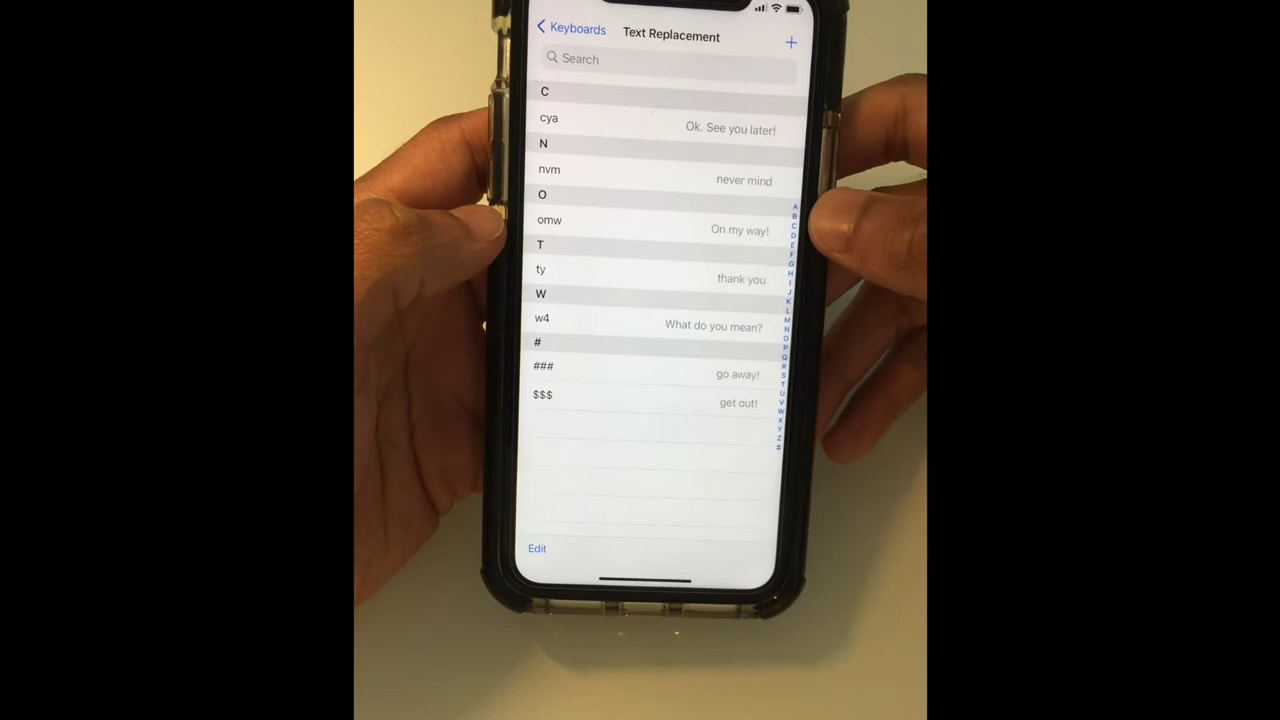 Keyboards Text Replacement +
Search
C
cya Ok. See you later!
N
nvm never mind
O
omw On my way!
T
ty thank you
W
w4 What do you mean?
#
### go away!
$$$ get out!
A
B
C
D
E
F
G
H
I
J
K
L
M
N
O
P
Q
R
S
T
U
V
W
X
Y
Z
#
Edit